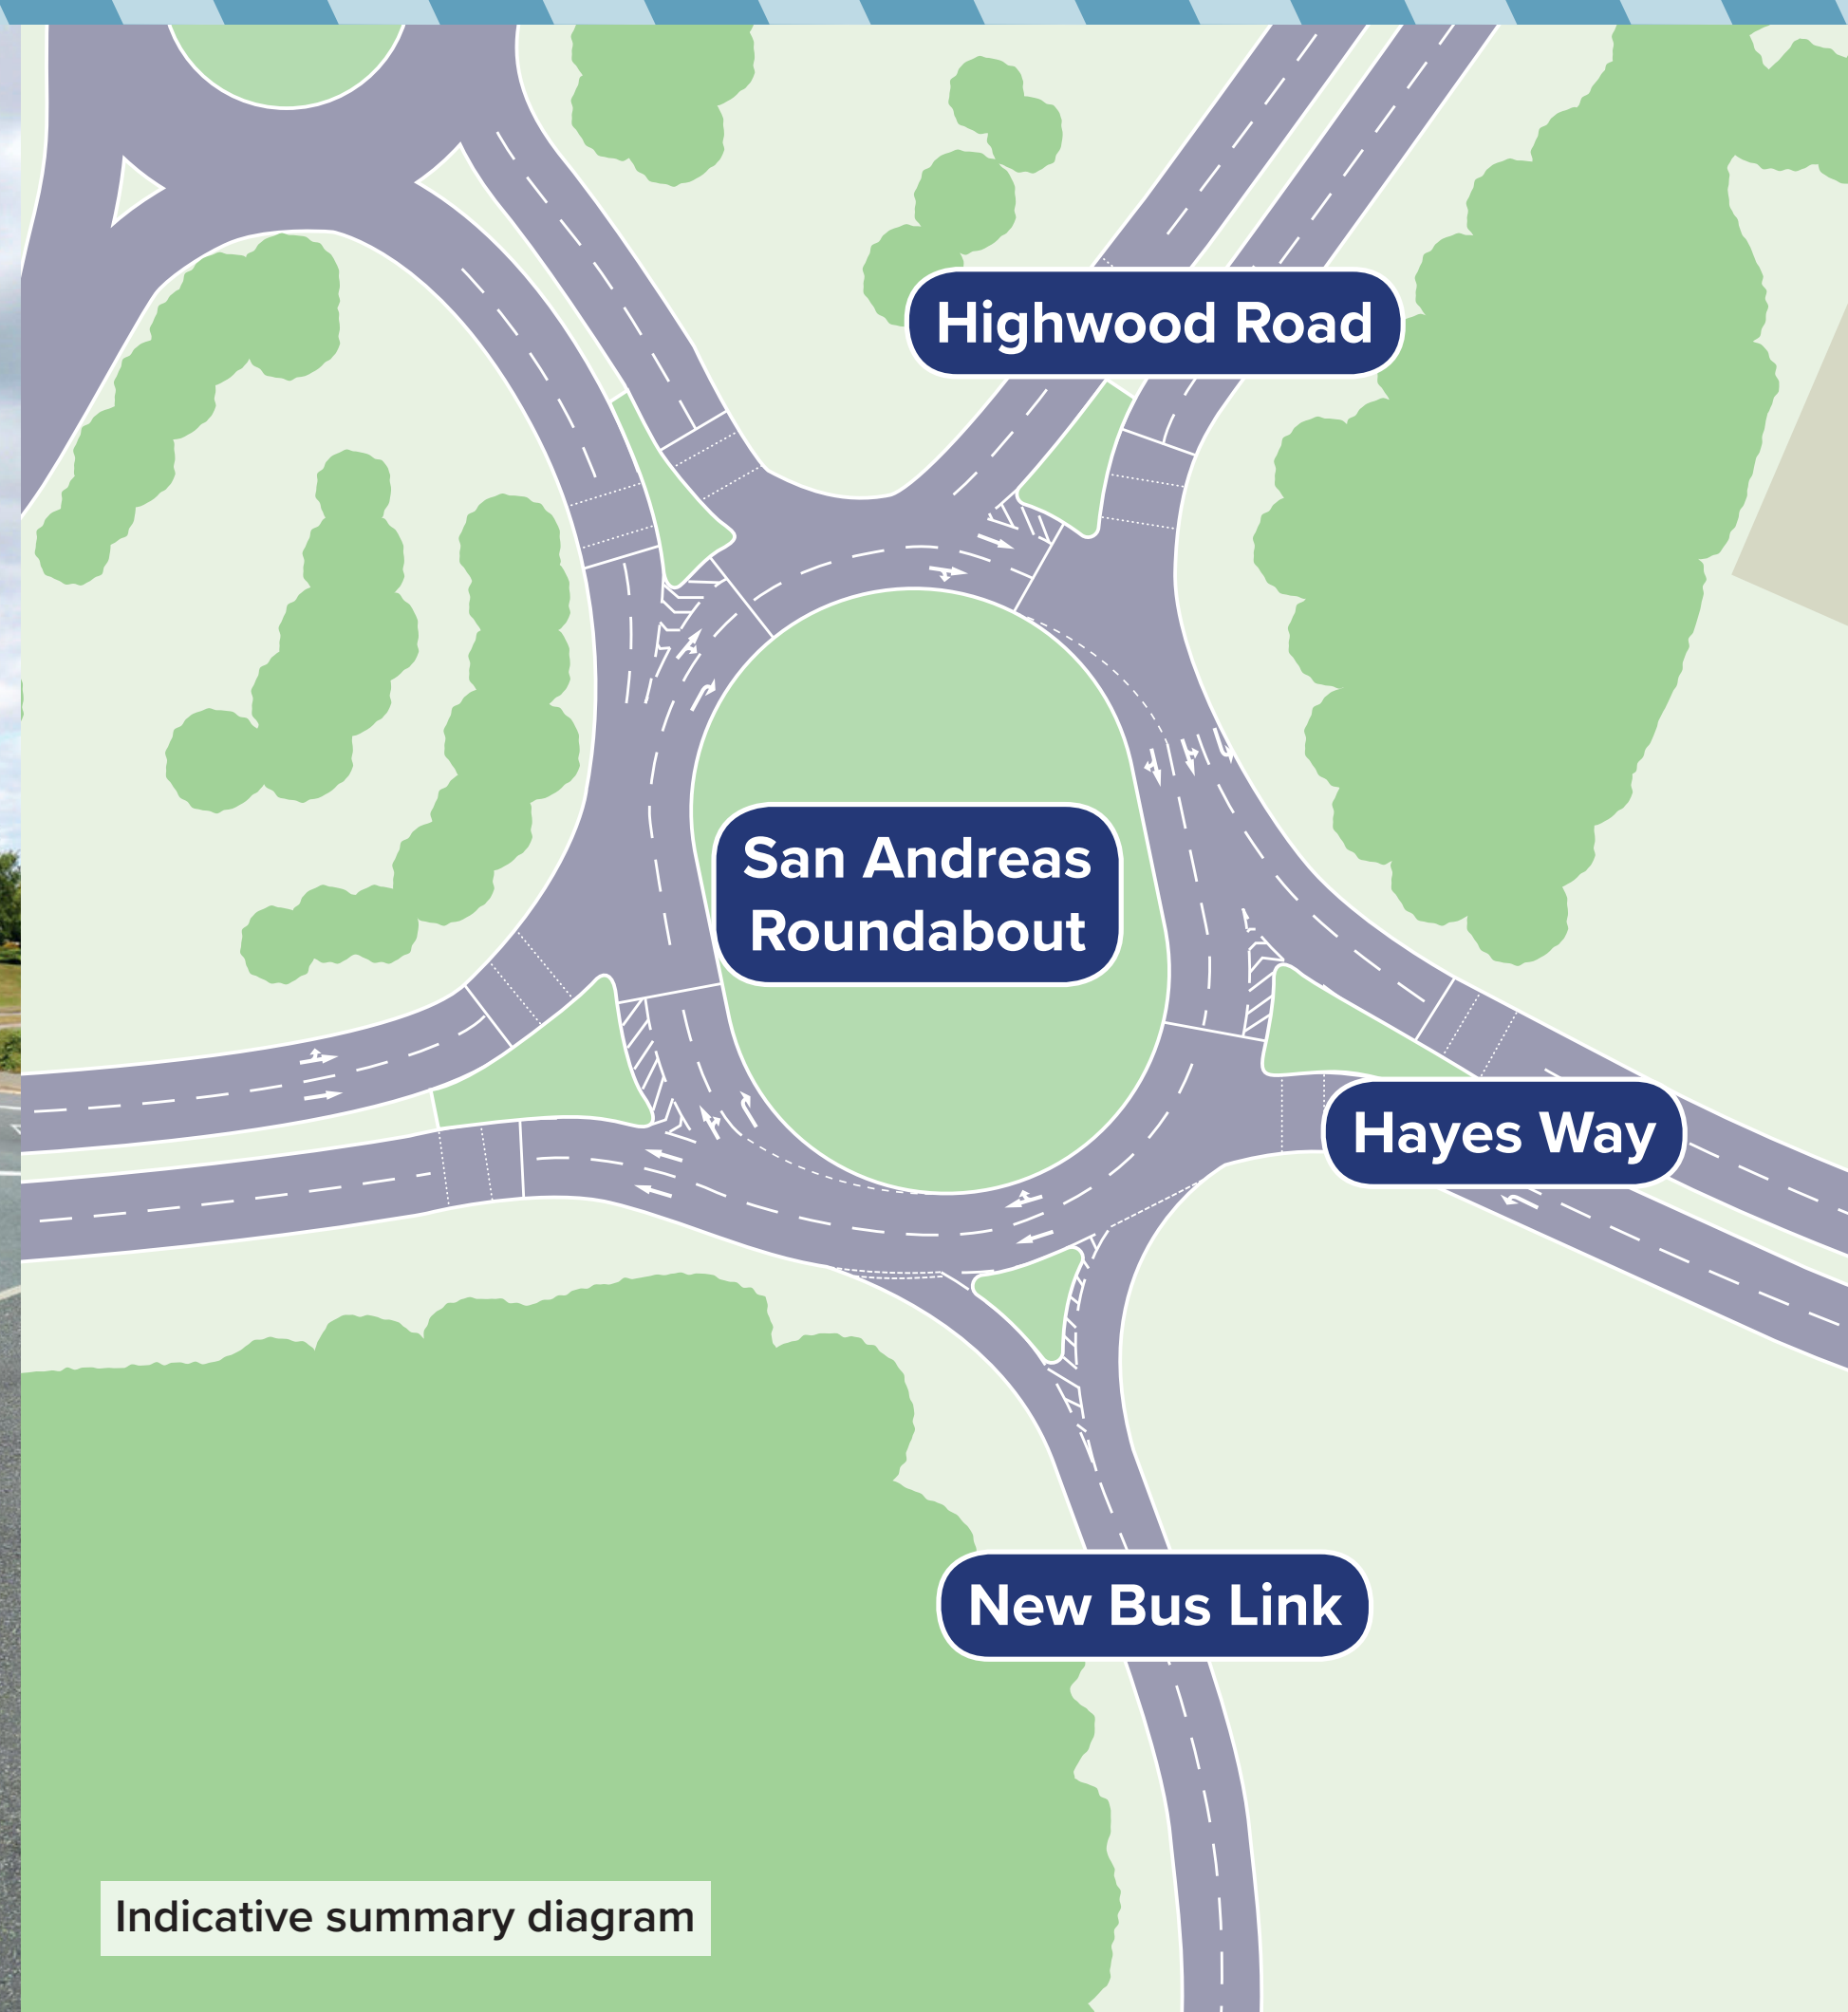 Highwood Road
San Andreas
Roundabout
Hayes Way
New Bus Link
Indicative summary diagram